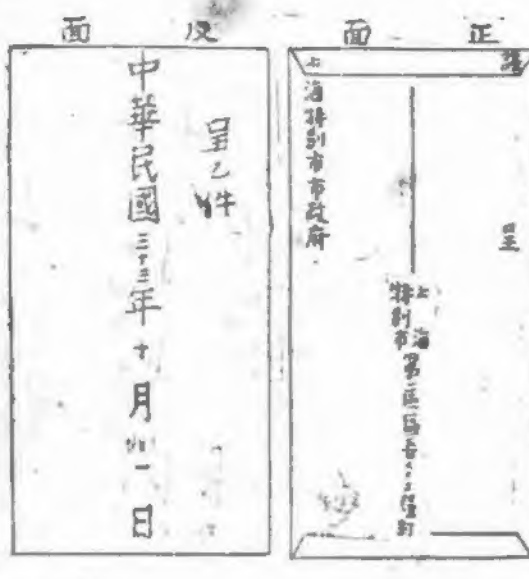 正面
謹
呈
上海特別市第區區長謹封
上海特別市市政府
反面
呈乙件
中華民國三十三年十月一日